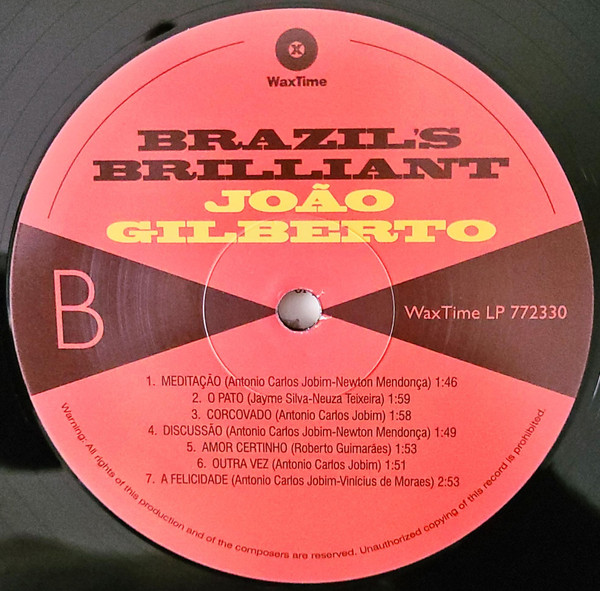 WaxTime
BRAZIL'S
BRILLIANT
JOÃO
GILBERTO
B
WaxTime LP 772330
1. MEDITAÇÃO (Antonio Carlos Jobim-Newton Mendonça) 1:46
2. O PATO (Jayme Silva-Neuza Teixeira) 1:59
3. CORCOVADO (Antonio Carlos Jobim) 1:58
4. DISCUSSÃO (Antonio Carlos Jobim-Newton Mendonça) 1:49
5. AMOR CERTINHO (Roberto Guimarães) 1:53
6. OUTRA VEZ (Antonio Carlos Jobim) 1:51
7. A FELICIDADE (Antonio Carlos Jobim-Vinícius de Moraes) 2:53
Warning: All rights of this production and of the composers are reserved. Unauthorized copying of this record is prohibited.